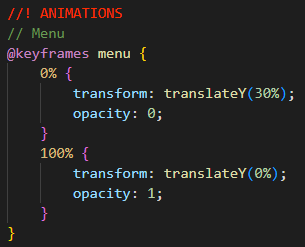 //! ANIMATIONS
// Menu
@keyframes menu {
    0% {
        transform: translateY(30%);
        opacity: 0;
    }
    100% {
        transform: translateY(0%);
        opacity: 1;
    }
}